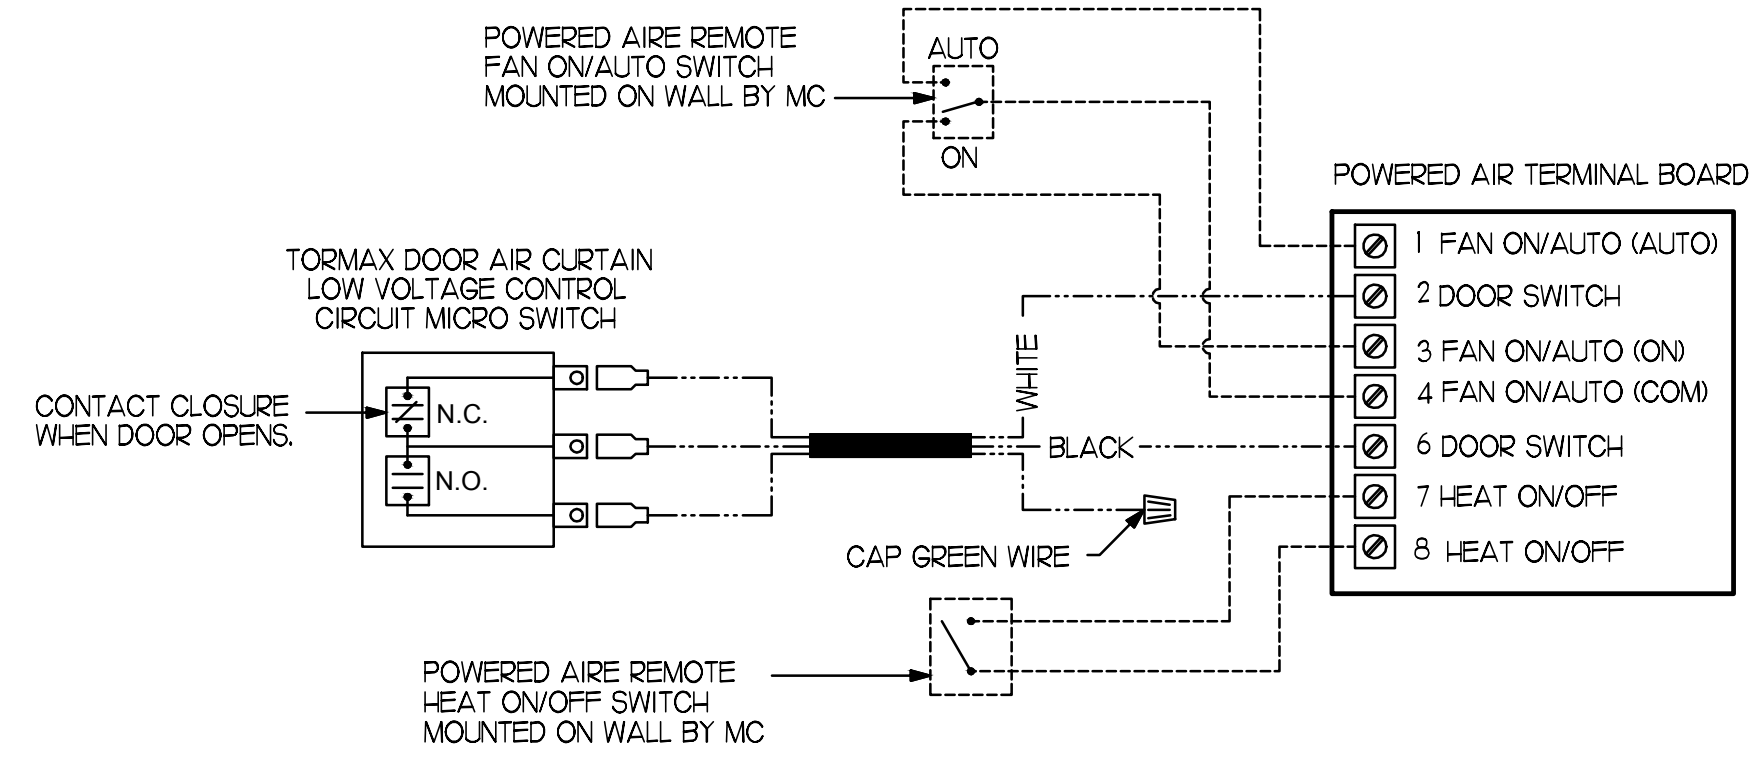 POWERED AIRE REMOTE
FAN ON/AUTO SWITCH
MOUNTED ON WALL BY MC
AUTO
ON
POWERED AIR TERMINAL BOARD
1 FAN ON/AUTO (AUTO)
2 DOOR SWITCH
3 FAN ON/AUTO (ON)
4 FAN ON/AUTO (COM)
6 DOOR SWITCH
7 HEAT ON/OFF
8 HEAT ON/OFF
TORMAX DOOR AIR CURTAIN
LOW VOLTAGE CONTROL
CIRCUIT MICRO SWITCH
CONTACT CLOSURE
WHEN DOOR OPENS.
N.C.
N.O.
WHITE
BLACK
CAP GREEN WIRE
POWERED AIRE REMOTE
HEAT ON/OFF SWITCH
MOUNTED ON WALL BY MC